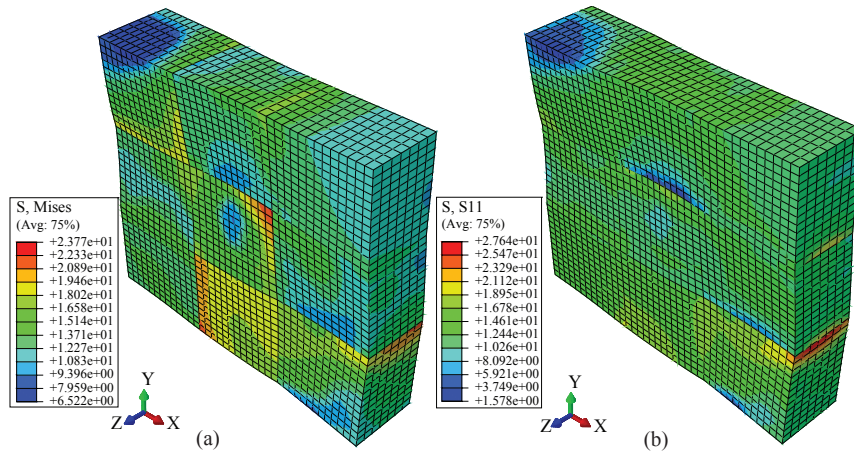 S, Mises
(Avg: 75%)
+2.377e+01
+2.233e+01
+2.089e+01
+1.946e+01
+1.802e+01
+1.658e+01
+1.514e+01
+1.371e+01
+1.227e+01
+1.083e+01
+9.396e+00
+7.959e+00
+6.522e+00
Y
Z
X
(a)
S, S11
(Avg: 75%)
+2.764e+01
+2.547e+01
+2.329e+01
+2.112e+01
+1.895e+01
+1.678e+01
+1.461e+01
+1.244e+01
+1.026e+01
+8.092e+00
+5.921e+00
+3.749e+00
+1.578e+00
Y
Z
X
(b)